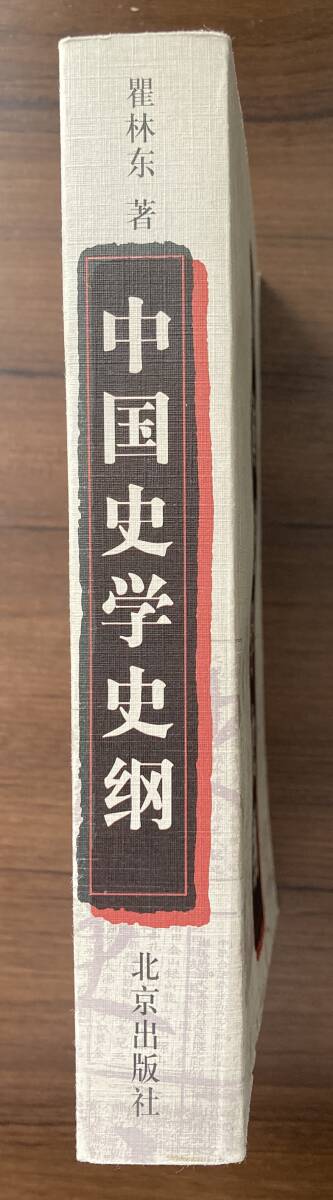 瞿林东 著
中国史学史纲
北京出版社